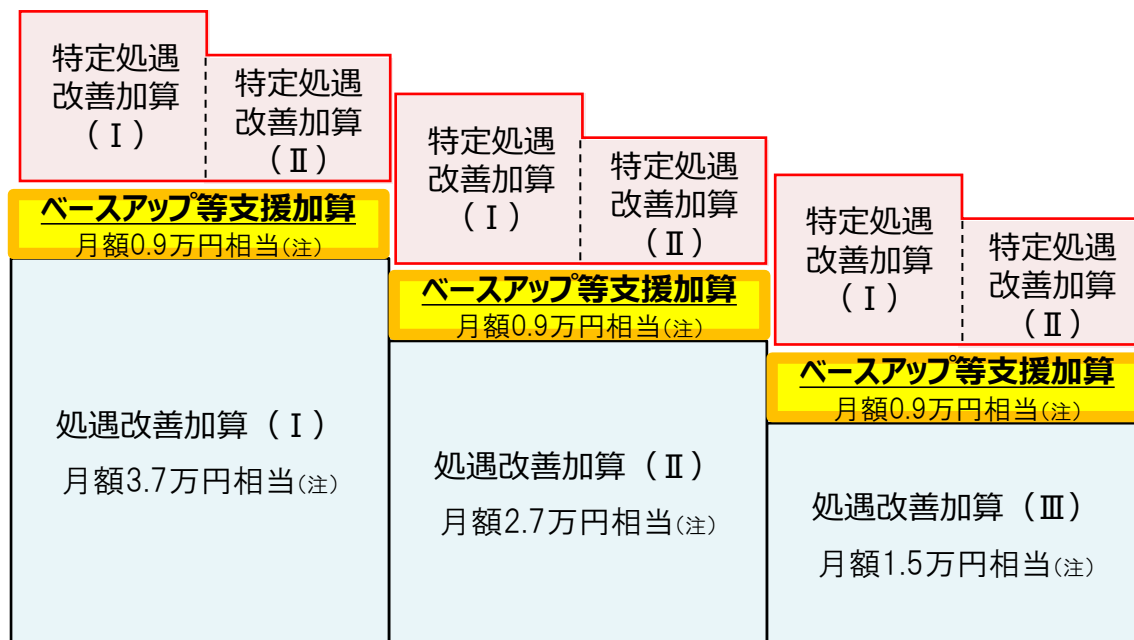 特定処遇
改善加算
(Ⅰ)
特定処遇
改善加算
(Ⅱ)
ベースアップ等支援加算
月額0.9万円相当(注)
処遇改善加算(Ⅰ)
月額3.7万円相当(注)
特定処遇
改善加算
(Ⅰ)
特定処遇
改善加算
(Ⅱ)
ベースアップ等支援加算
月額0.9万円相当(注)
処遇改善加算(Ⅱ)
月額2.7万円相当(注)
特定処遇
改善加算
(Ⅰ)
特定処遇
改善加算
(Ⅱ)
ベースアップ等支援加算
月額0.9万円相当(注)
処遇改善加算(Ⅲ)
月額1.5万円相当(注)